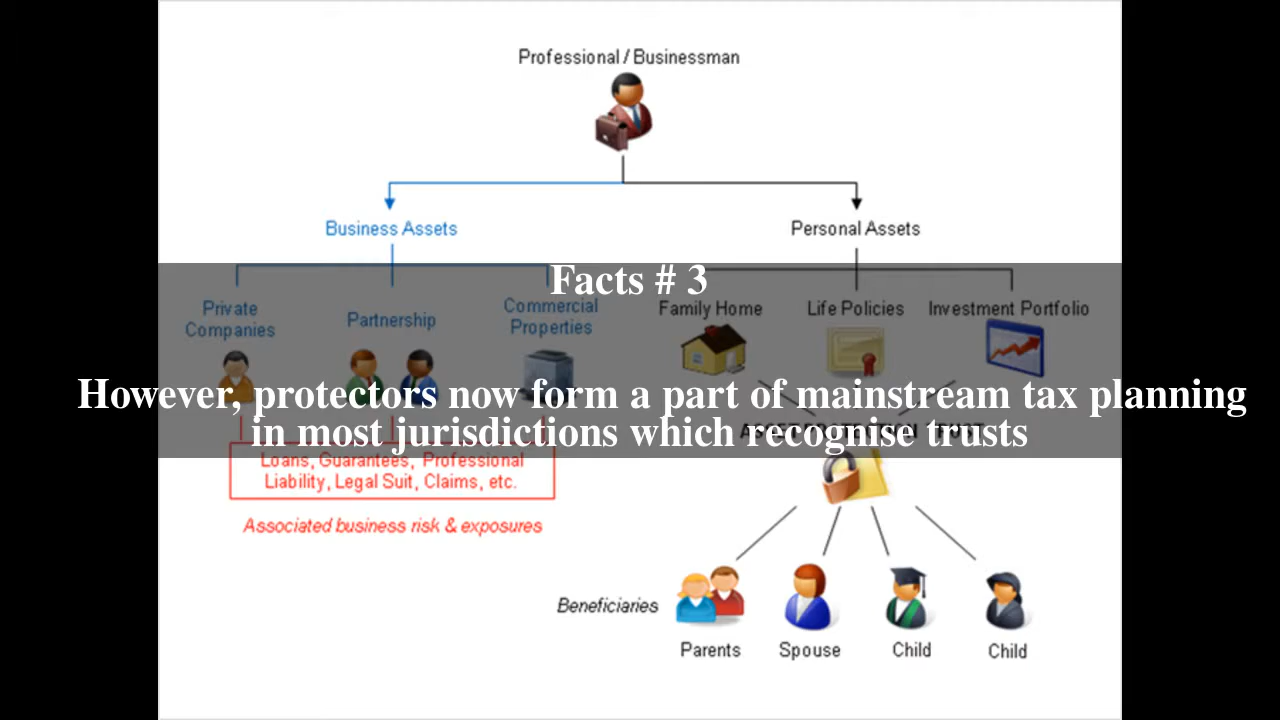 Professional / Businessman
Business Assets
Personal Assets
Facts # 3
Private
Companies
Partnership
Commercial
Properties
Family Home
Life Policies
Investment Portfolio
However, protectors now form a part of mainstream tax planning
in most jurisdictions which recognise trusts
Loans, Guarantees, Professional
Liability, Legal Suit, Claims, etc.
Associated business risk & exposures
Beneficiaries
Parents
Spouse
Child
Child